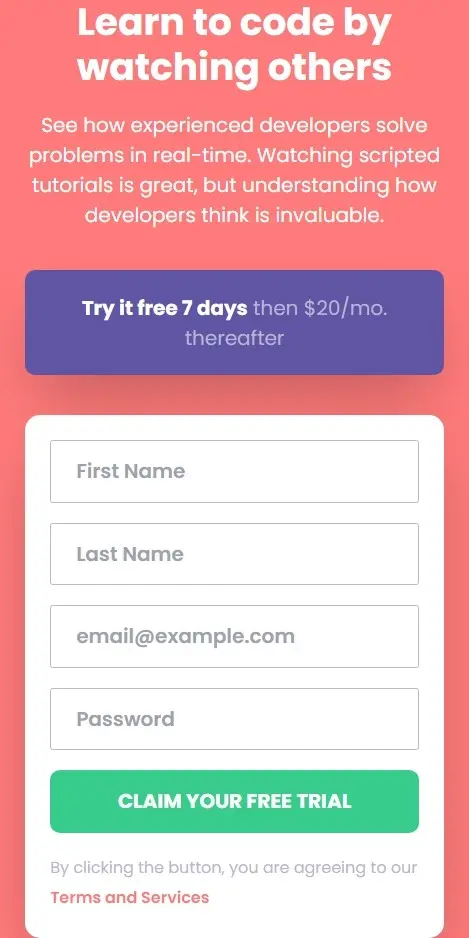 Learn to code by
watching others
See how experienced developers solve
problems in real-time. Watching scripted
tutorials is great, but understanding how
developers think is invaluable.
Try it free 7 days then $20/mo.
thereafter
First Name
Last Name
email@example.com
Password
CLAIM YOUR FREE TRIAL
By clicking the button, you are agreeing to our
Terms and Services